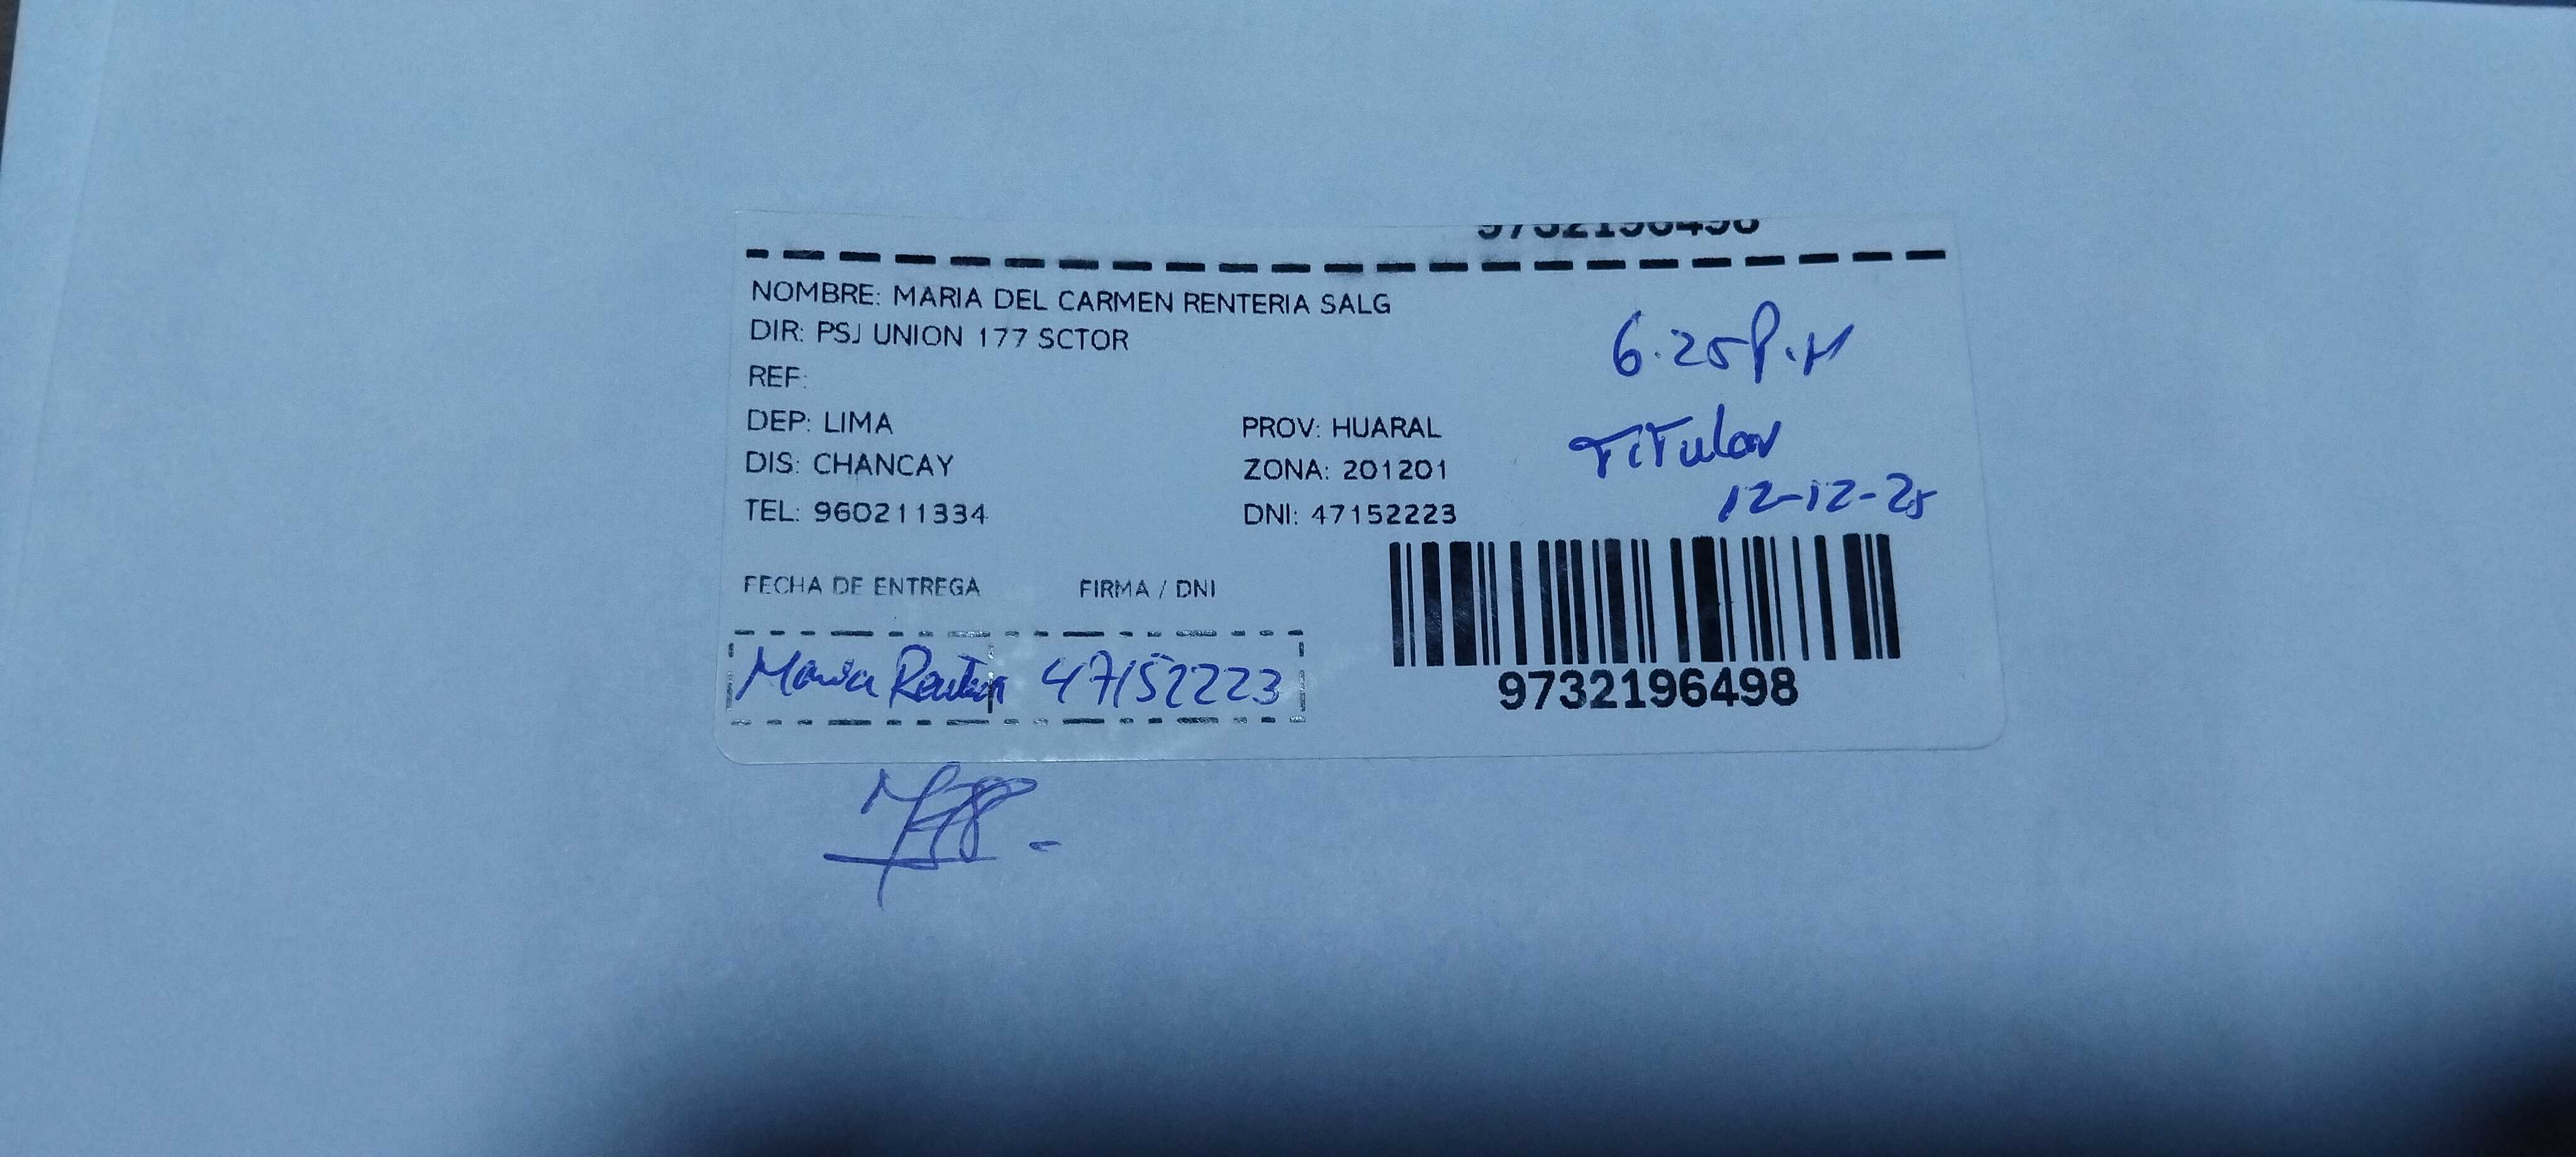 9732196498
NOMBRE: MARIA DEL CARMEN RENTERIA SALG
DIR: PSJ UNION 177 SCTOR
REF:
DEP: LIMA PROV: HUARAL
DIS: CHANCAY ZONA: 201201
TEL: 960211334 DNI: 47152223
6.25 P.M
Titular
12-12-25
FECHA DE ENTREGA FIRMA / DNI
Maria 47152223
9732196498